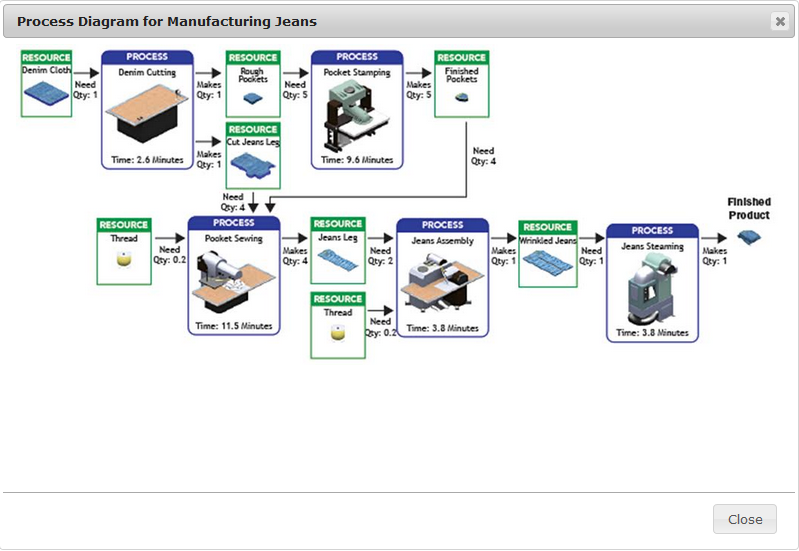 Process Diagram for Manufacturing Jeans
RESOURCE
Denim Cloth
Need
Qty: 1
PROCESS
Denim Cutting
Time: 2.6 Minutes
Makes
Qty: 1
RESOURCE
Rough
Pockets
Need
Qty: 5
PROCESS
Pocket Stamping
Time: 9.6 Minutes
Makes
Qty: 5
RESOURCE
Finished
Pockets
Need
Qty: 4
Makes
Qty: 1
RESOURCE
Cut Jeans Leg
Need
Qty: 4
RESOURCE
Thread
Need
Qty: 0.2
PROCESS
Pocket Sewing
Time: 11.5 Minutes
Makes
Qty: 4
RESOURCE
Jeans Leg
Need
Qty: 2
RESOURCE
Thread
Need
Qty: 0.2
PROCESS
Jeans Assembly
Time: 3.8 Minutes
Makes
Qty: 1
RESOURCE
Wrinkled Jeans
Need
Qty: 1
PROCESS
Jeans Steaming
Time: 3.8 Minutes
Makes
Qty: 1
Finished
Product
Close